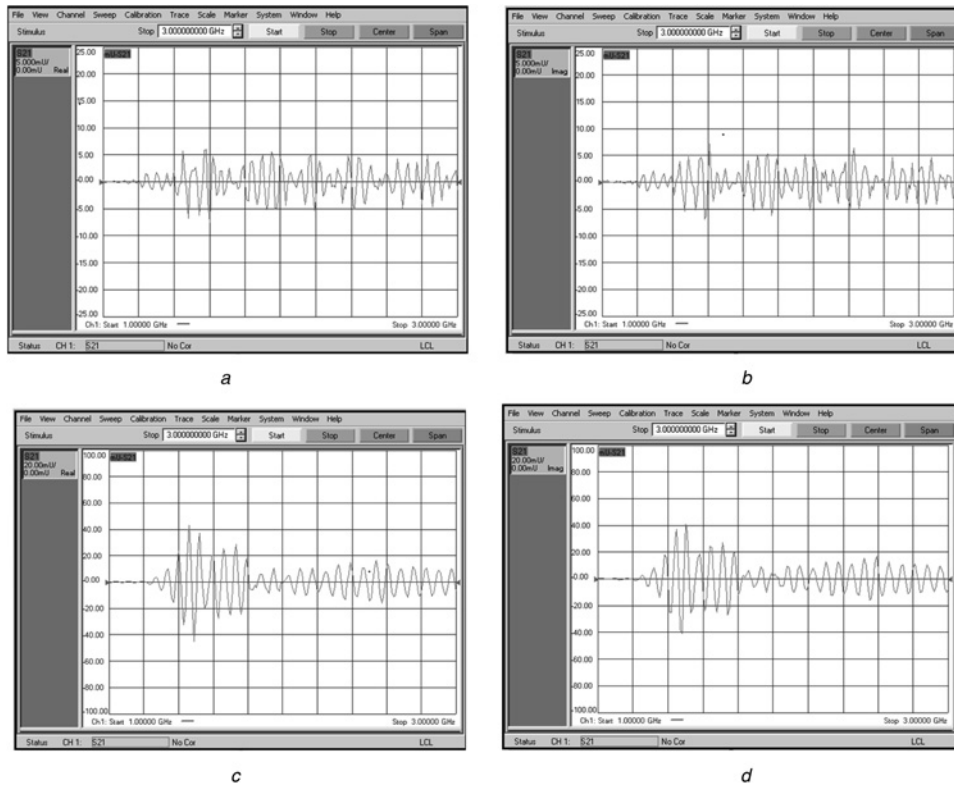 File View Channel Sweep Calibration Trace Scale Marker System Window Help
Stimulus Stop 3.000000000 GHz Start Stop Center Span
S21
5.000mU/
0.00mU Real
mU-S21
25.00
20.00
15.00
10.00
5.00
0.00
-5.00
-10.00
-15.00
-20.00
-25.00
Ch1: Start 1.00000 GHz Stop 3.00000 GHz
Status CH 1: S21 No Cor LCL
a
File View Channel Sweep Calibration Trace Scale Marker System Window Help
Stimulus Stop 3.000000000 GHz Start Stop Center Span
S21
5.000mU/
0.00mU Imag
mU-S21
25.00
20.00
15.00
10.00
5.00
0.00
-5.00
-10.00
-15.00
-20.00
-25.00
Ch1: Start 1.00000 GHz Stop 3.00000 GHz
Status CH 1: S21 No Cor LCL
b
File View Channel Sweep Calibration Trace Scale Marker System Window Help
Stimulus Stop 3.000000000 GHz Start Stop Center Span
S21
20.00mU/
0.00mU Real
mU-S21
100.00
80.00
60.00
40.00
20.00
0.00
-20.00
-40.00
-60.00
-80.00
-100.00
Ch1: Start 1.00000 GHz Stop 3.00000 GHz
Status CH 1: S21 No Cor LCL
c
File View Channel Sweep Calibration Trace Scale Marker System Window Help
Stimulus Stop 3.000000000 GHz Start Stop Center Span
S21
20.00mU/
0.00mU Imag
mU-S21
100.00
80.00
60.00
40.00
20.00
0.00
-20.00
-40.00
-60.00
-80.00
-100.00
Ch1: Start 1.00000 GHz Stop 3.00000 GHz
Status CH 1: S21 No Cor LCL
d